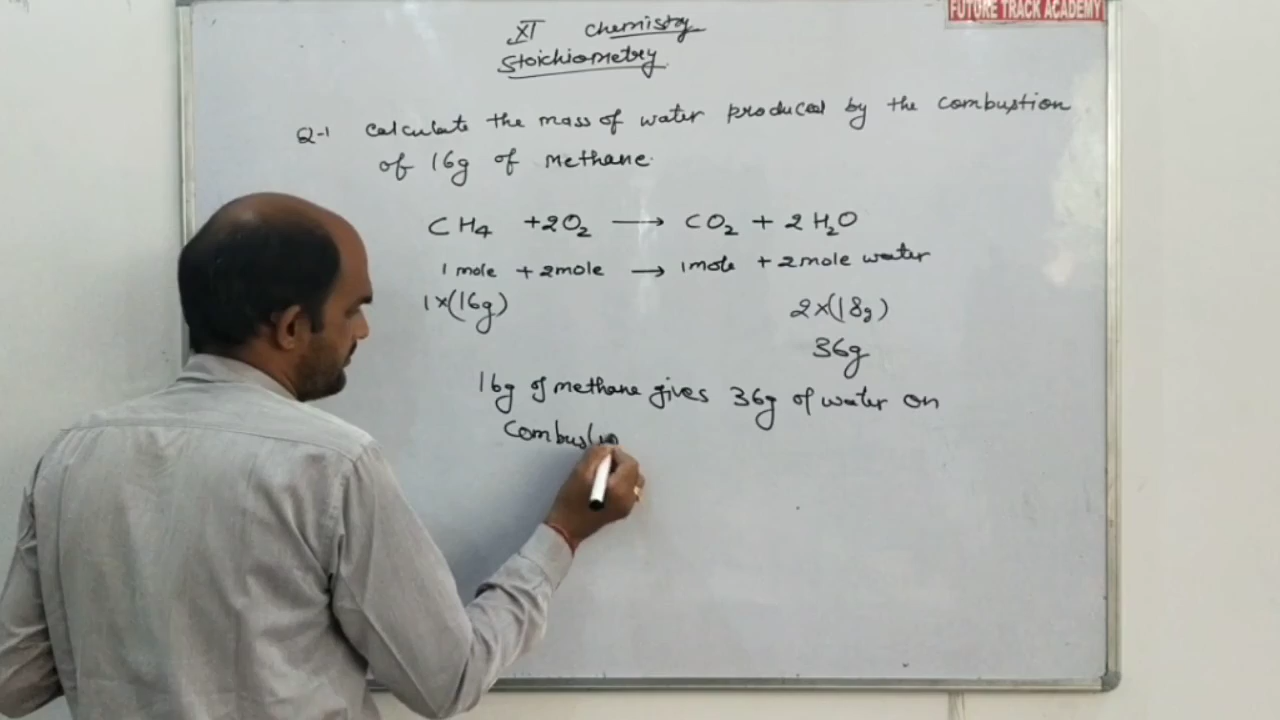 FUTURE TRACK ACADEMY
XI Chemistry
Stoichiometry
Q-1 Calculate the mass of water produced by the combustion
of 16g of methane.
CH4 +2O2 → CO2 + 2H2O
1 mole + 2mole → 1mole + 2mole water
1×(16g) 2×(18g)
36g
16g of methane gives 36g of water on